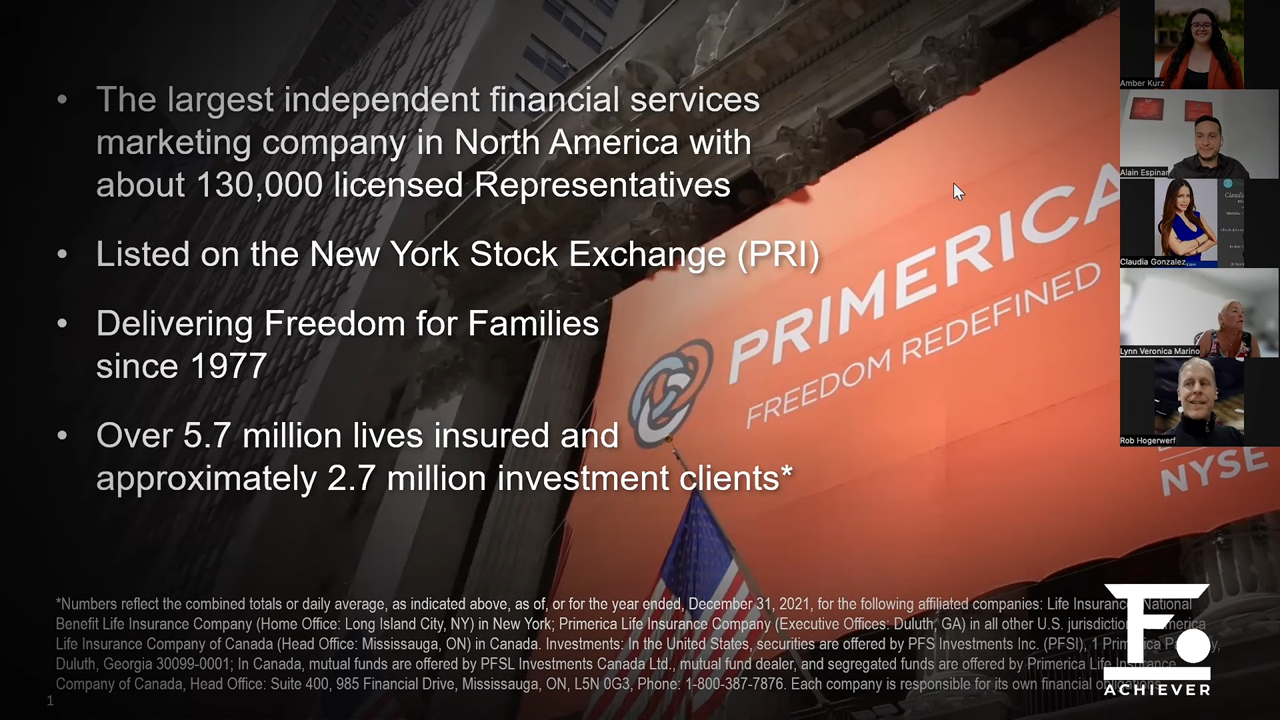 • The largest independent financial services
marketing company in North America with
about 130,000 licensed Representatives
• Listed on the New York Stock Exchange (PRI)
• Delivering Freedom for Families
since 1977
• Over 5.7 million lives insured and
approximately 2.7 million investment clients*
PRIMERICA
FREEDOM REDEFINED
NYSE
Amber Kurz
Alain Espinar
Claudia Gonzalez
Lynn Veronica Marino
Rob Hogerwerf
*Numbers reflect the combined totals or daily average, as indicated above, as of, or for the year ended, December 31, 2021, for the following affiliated companies: Life Insurance: National
Benefit Life Insurance Company (Home Office: Long Island City, NY) in New York; Primerica Life Insurance Company (Executive Offices: Duluth, GA) in all other U.S.
Life Insurance Company of Canada (Head Office: Mississauga, ON) in Canada. Investments: In the United States, securities are offered by PFS Investments Inc. (PFSI), 1
Duluth, Georgia 30099-0001; In Canada, mutual funds are offered by PFSL Investments Canada Ltd., mutual fund dealer, and segregated funds are offered by Primerica Life Insurance
Company of Canada, Head Office: Suite 400, 985 Financial Drive, Mississauga, ON, L5N 0G3, Phone: 1-800-387-7876. Each company is responsible for its own financial
ACHIEVER
1